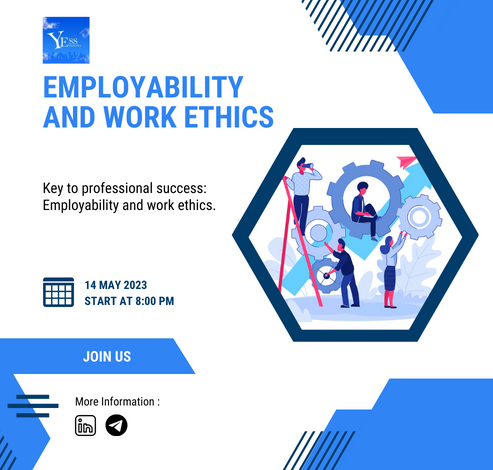 YESS
EMPLOYABILITY
AND WORK ETHICS
Key to professional success:
Employability and work ethics.
14 MAY 2023
START AT 8:00 PM
JOIN US
More Information :
in